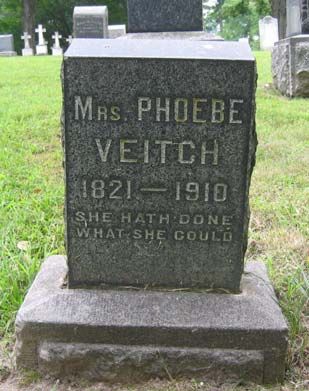 Mrs. PHOEBE
VEITCH
1821—1910
SHE HATH DONE
WHAT SHE COULD